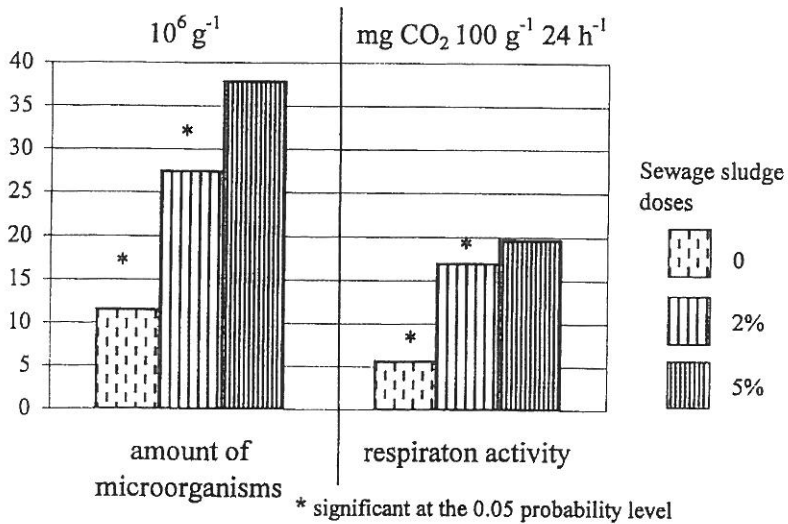 10⁶ g⁻¹
mg CO₂ 100 g⁻¹ 24 h⁻¹
40
35
30
25
20
15
10
5
0
*
*
*
*
amount of
microorganisms
respiraton activity
* significant at the 0.05 probability level
Sewage sludge
doses
0
2%
5%